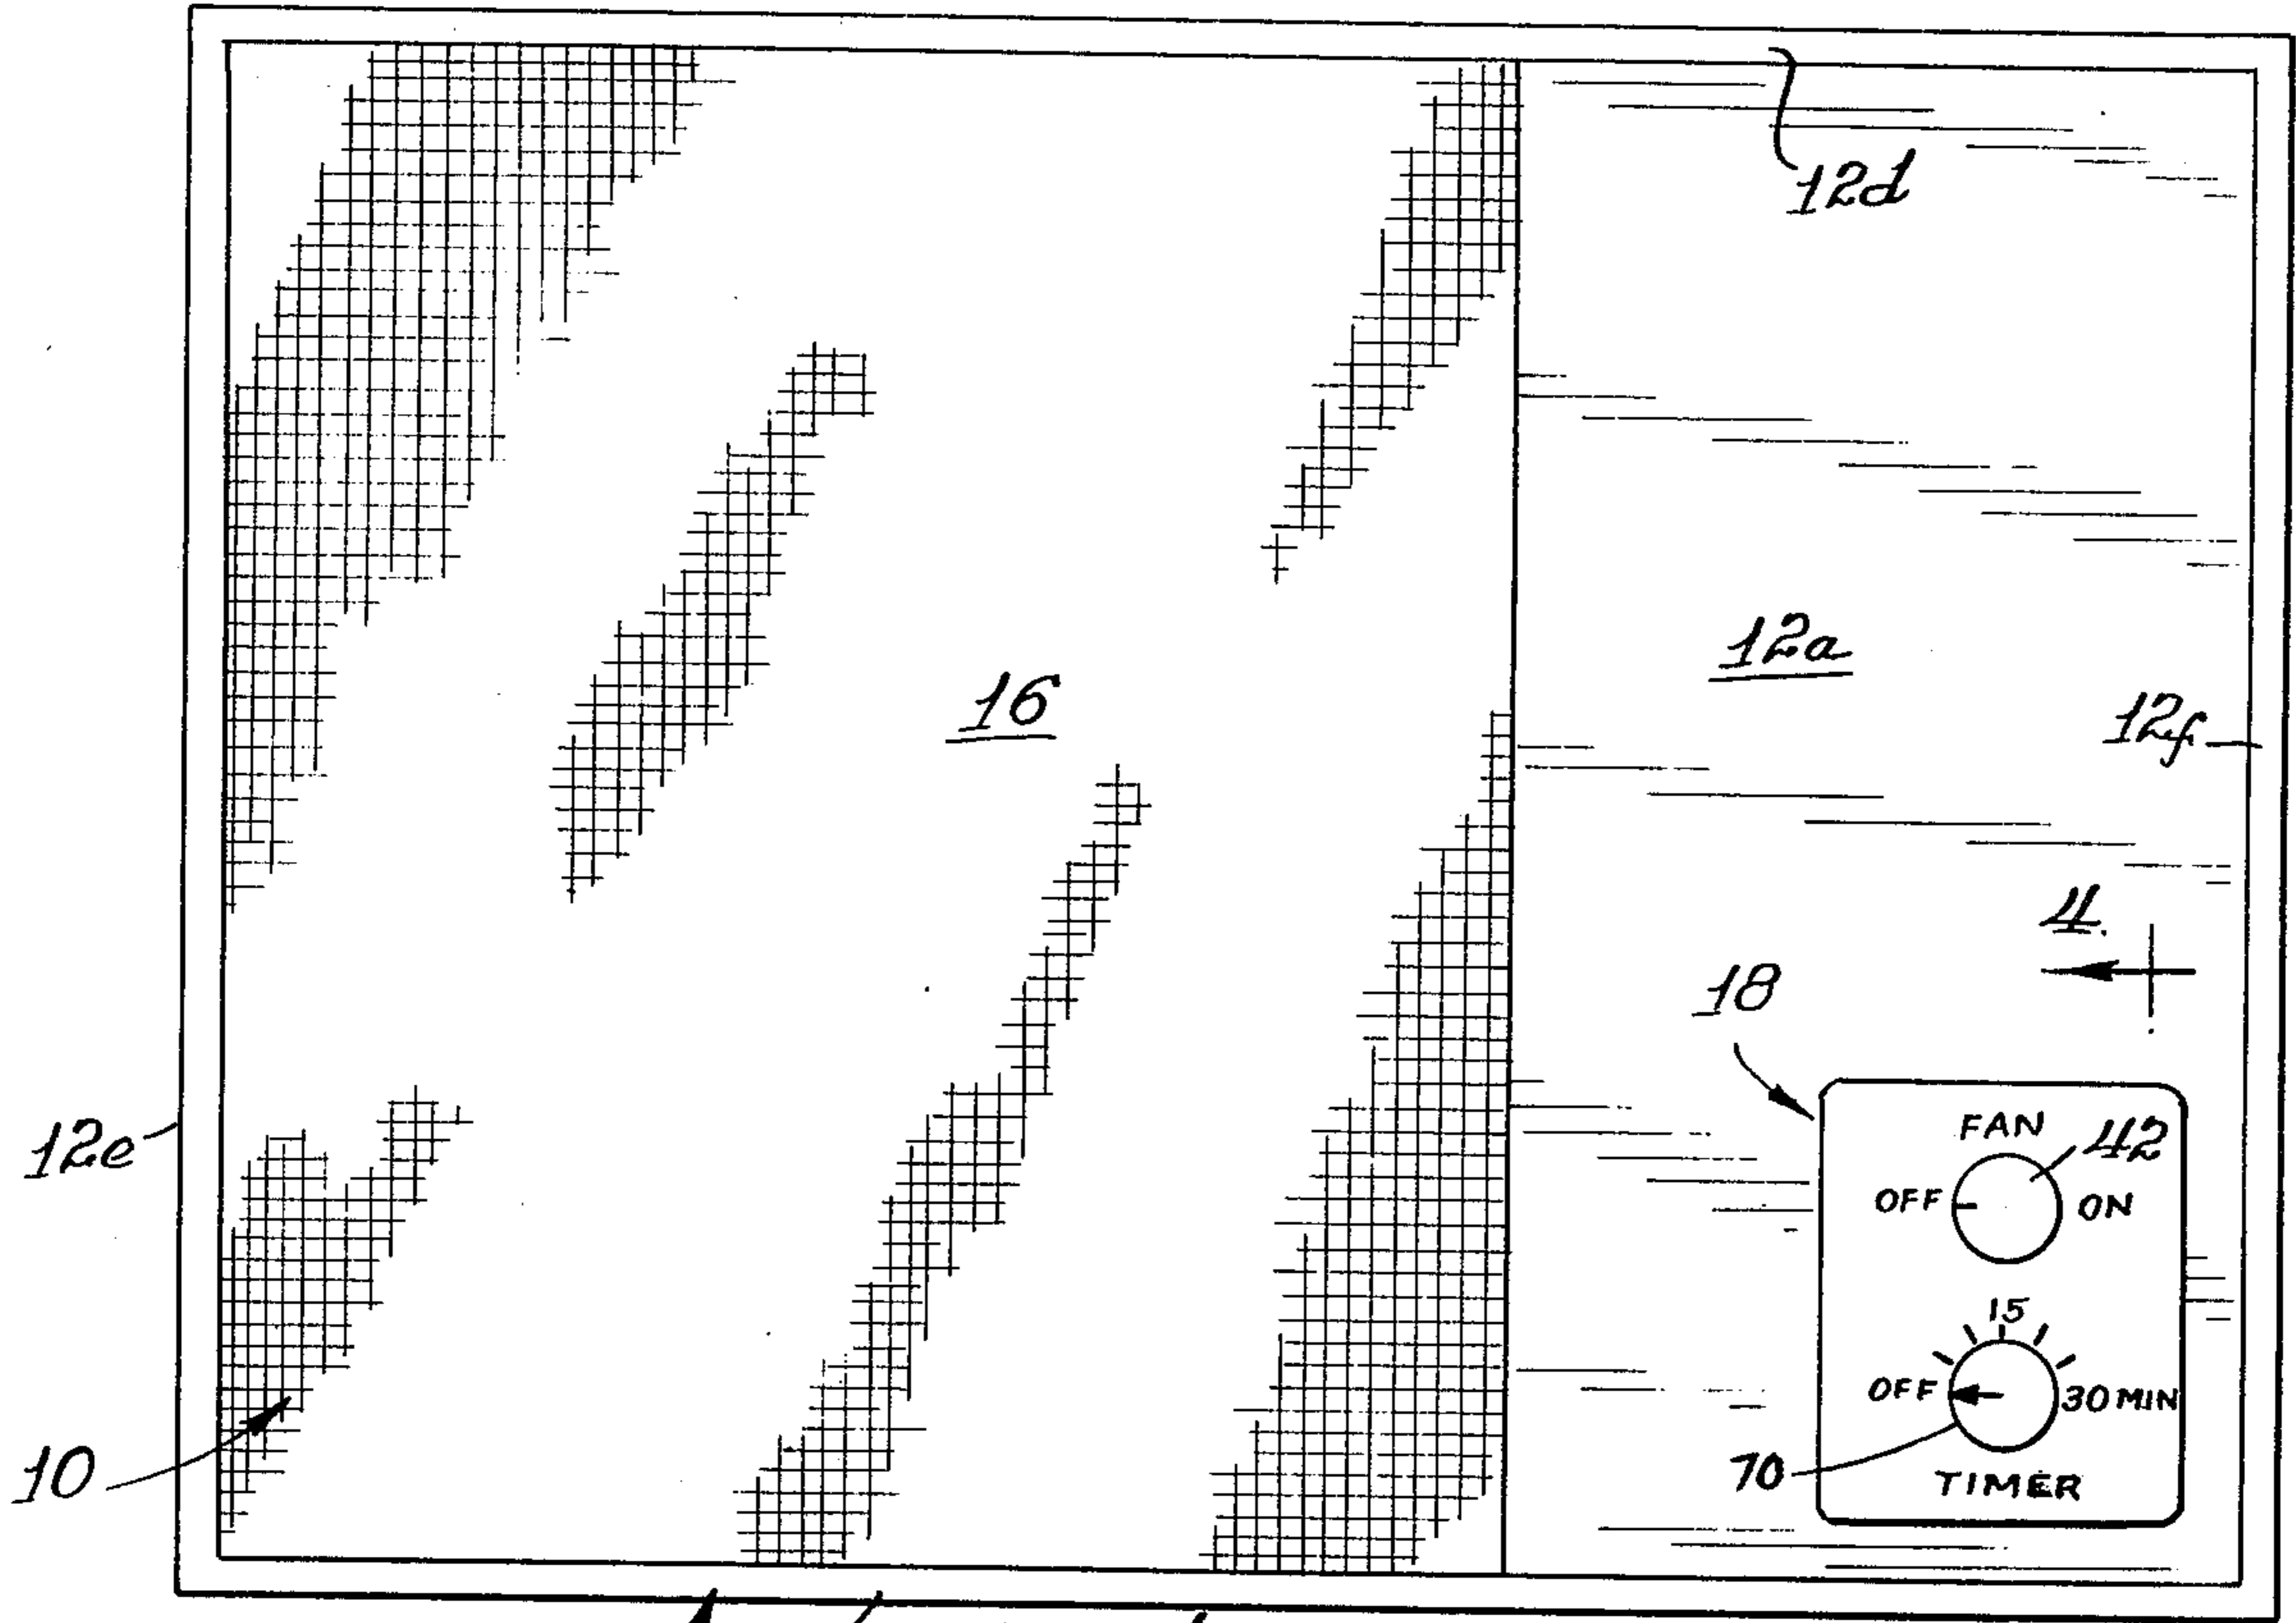 12d
12a
16
12f
4.
18
12e
FAN
42
OFF
ON
15
OFF
30 MIN
10
70
TIMER